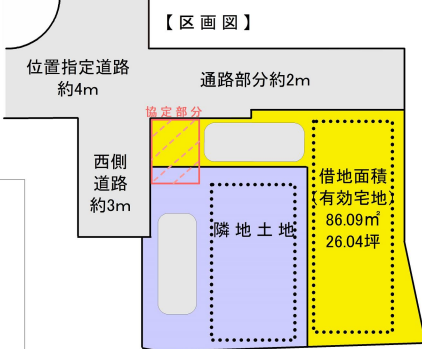 【区画図】
位置指定道路
約4m
通路部分約2m
協定部分
西側
道路
約3m
借地面積
(有効宅地)
86.09㎡
26.04坪
隣地土地